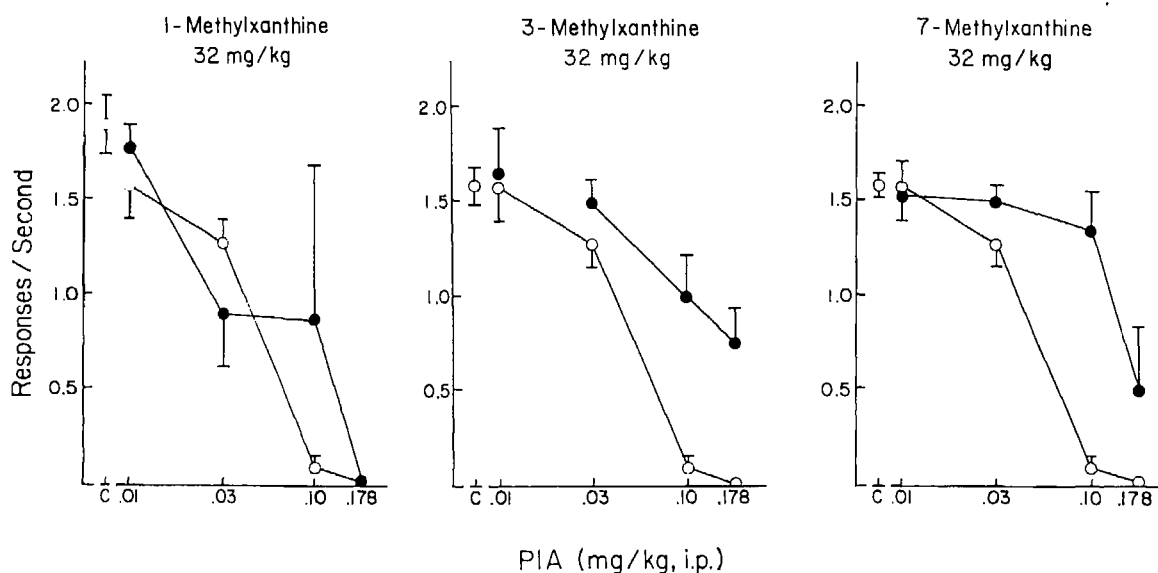 1-Methylxanthine
32 mg/kg
3-Methylxanthine
32 mg/kg
7-Methylxanthine
32 mg/kg
Responses / Second
2.0
1.5
1.0
0.5
C .01 .03 .10 .178
2.0
1.5
1.0
0.5
C .01 .03 .10 .178
2.0
1.5
1.0
0.5
C .01 .03 .10 .178
PIA (mg/kg, i.p.)